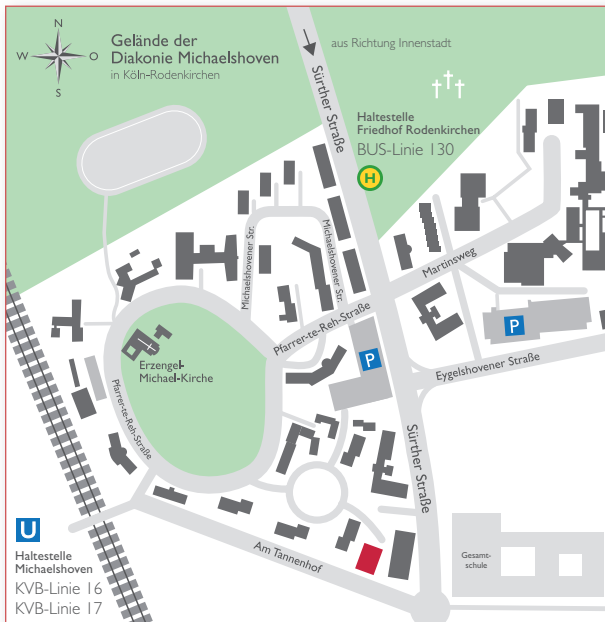 N
W
O
S
Gelände der
Diakonie Michaelshoven
in Köln-Rodenkirchen
aus Richtung Innenstadt
Sürther Straße
Haltestelle
Friedhof Rodenkirchen
BUS-Linie 130
H
Michaelshovener Str.
Michaelshovener Str.
Martinsweg
Pfarrer-te-Reh-Straße
P
P
Eygelshovener Straße
Erzengel-
Michael-Kirche
Pfarrer-te-Reh-Straße
Sürther Straße
U
Haltestelle
Michaelshoven
KVB-Linie 16
KVB-Linie 17
Am Tannenhof
Gesamt-
schule